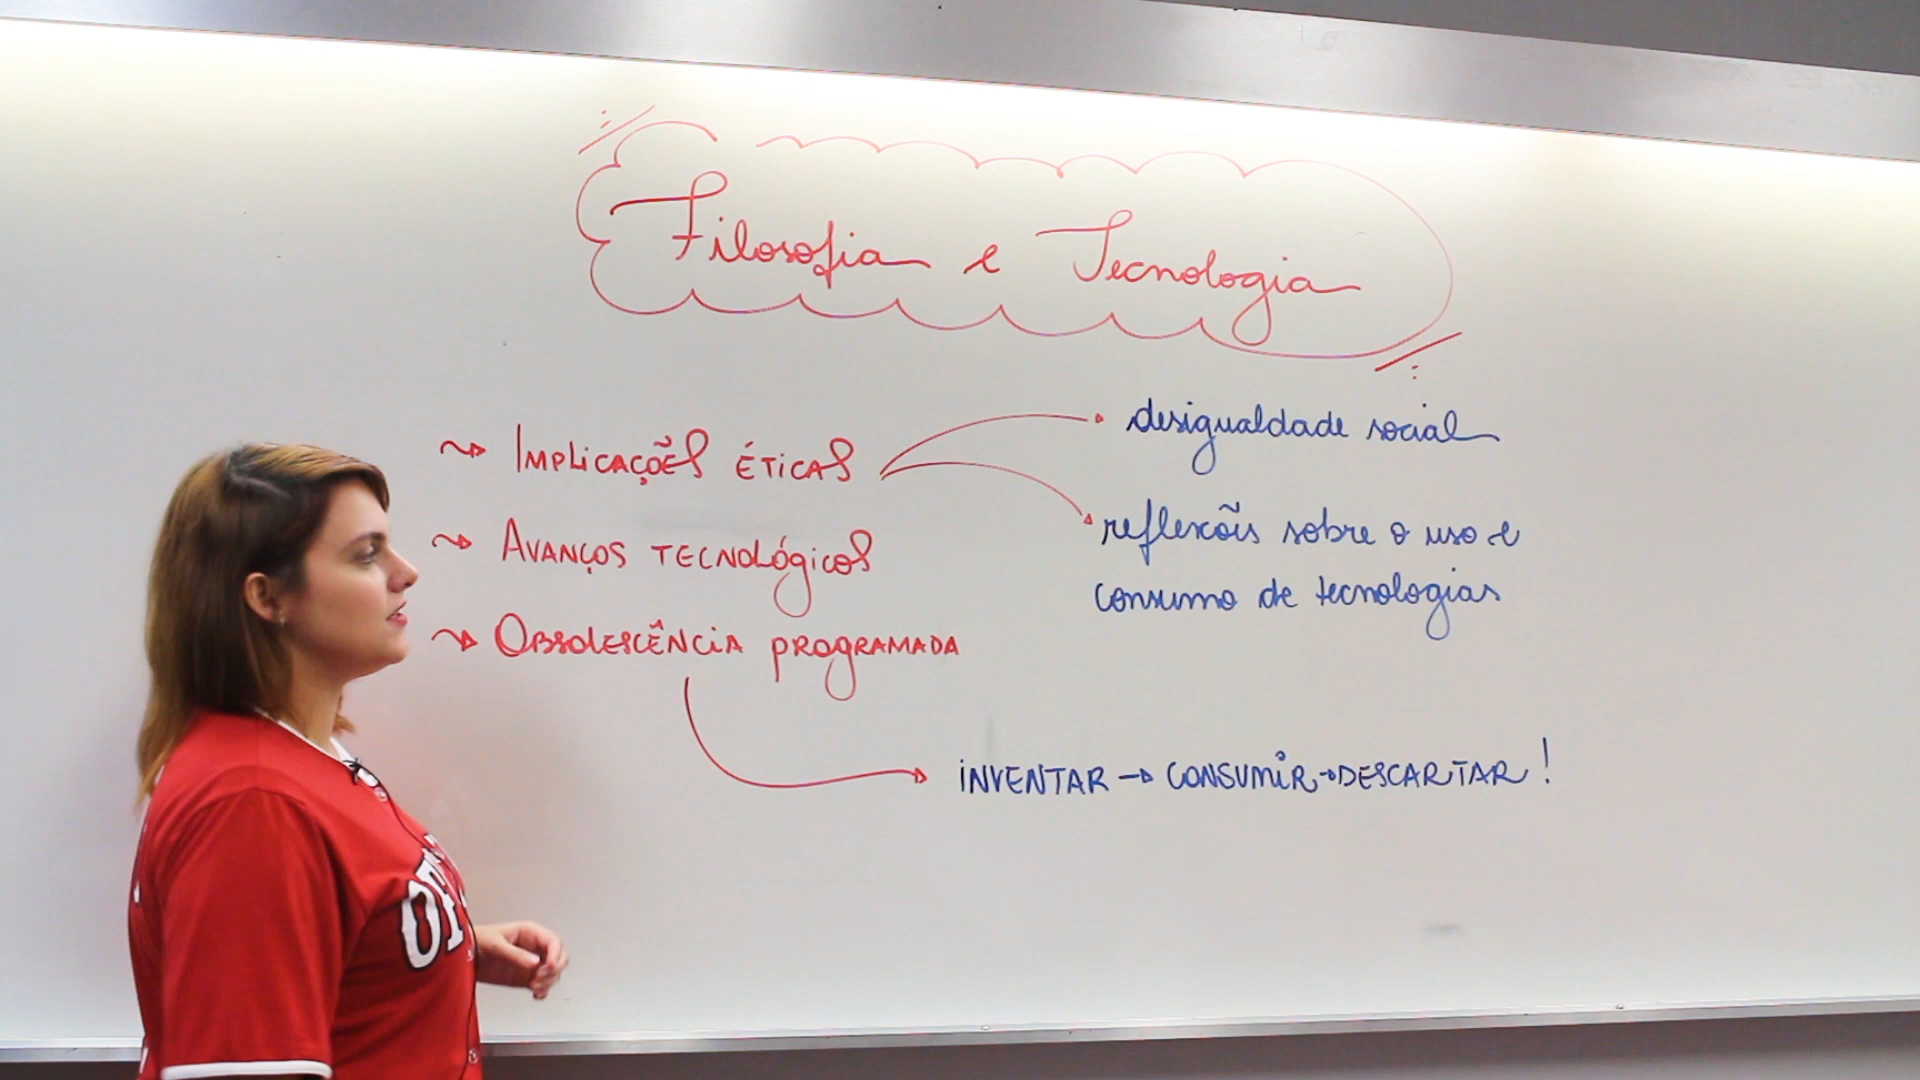 Filosofia e Tecnologia
IMPLICAÇÕES ÉTICAS
desigualdade social
AVANÇOS TECNOLÓGICOS
reflexões sobre o uso e
consumo de tecnologias
OBSOLESCÊNCIA PROGRAMADA
INVENTAR → CONSUMIR → DESCARTAR!